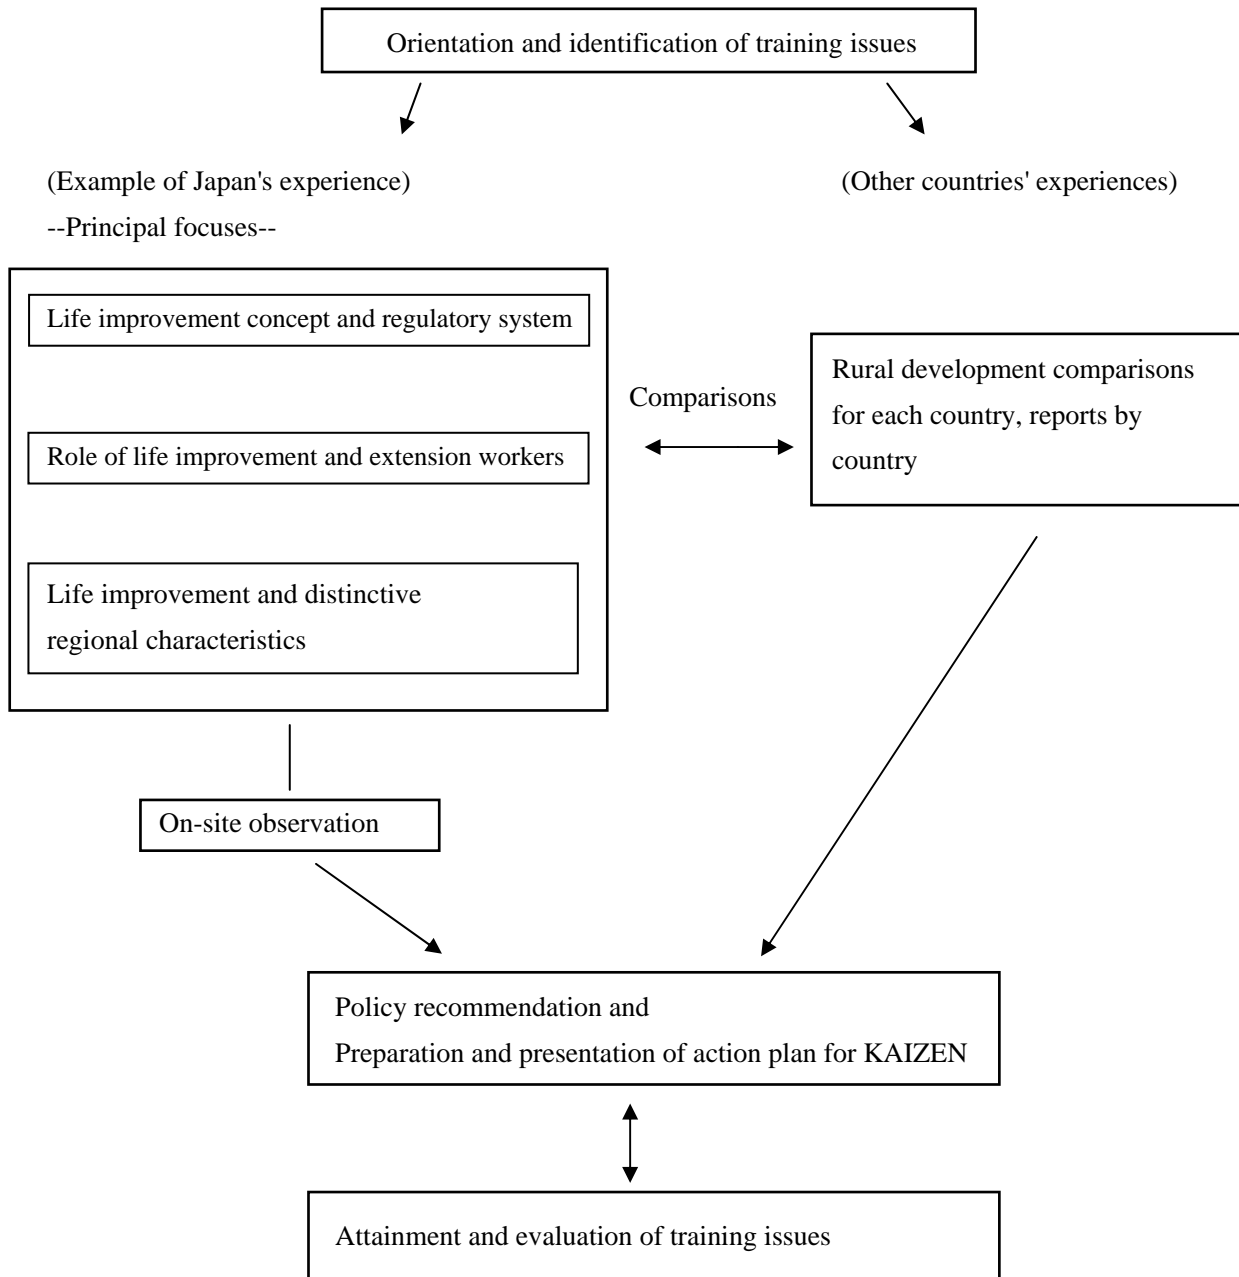 Orientation and identification of training issues
(Example of Japan's experience)
--Principal focuses--
(Other countries' experiences)
Life improvement concept and regulatory system
Role of life improvement and extension workers
Life improvement and distinctive
regional characteristics
Comparisons
Rural development comparisons
for each country, reports by
country
On-site observation
Policy recommendation and
Preparation and presentation of action plan for KAIZEN
Attainment and evaluation of training issues